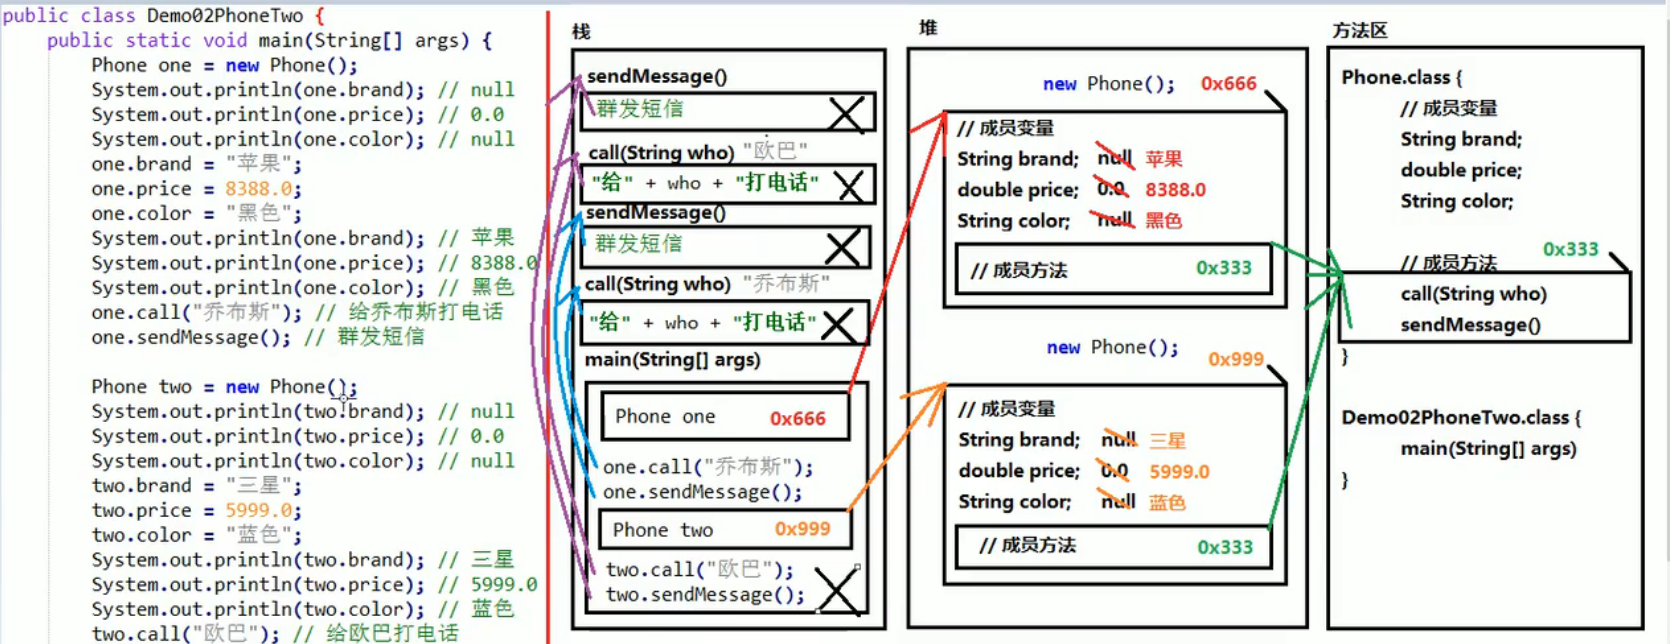 public class Demo02PhoneTwo {
public static void main(String[] args) {
Phone one = new Phone();
System.out.println(one.brand); // null
System.out.println(one.price); // 0.0
System.out.println(one.color); // null
one.brand = "苹果";
one.price = 8388.0;
one.color = "黑色";
System.out.println(one.brand); // 苹果
System.out.println(one.price); // 8388.0
System.out.println(one.color); // 黑色
one.call("乔布斯"); // 给乔布斯打电话
one.sendMessage(); // 群发短信
Phone two = new Phone();
System.out.println(two.brand); // null
System.out.println(two.price); // 0.0
System.out.println(two.color); // null
two.brand = "三星";
two.price = 5999.0;
two.color = "蓝色";
System.out.println(two.brand); // 三星
System.out.println(two.price); // 5999.0
System.out.println(two.color); // 蓝色
two.call("欧巴"); // 给欧巴打电话
栈
sendMessage()
群发短信
call(String who) "欧巴"
"给" + who + "打电话"
sendMessage()
群发短信
call(String who) "乔布斯"
"给" + who + "打电话"
main(String[] args)
Phone one 0x666
one.call("乔布斯");
one.sendMessage();
Phone two 0x999
two.call("欧巴");
two.sendMessage();
堆
new Phone(); 0x666
// 成员变量
String brand; null 苹果
double price; 0.0 8388.0
String color; null 黑色
// 成员方法 0x333
new Phone(); 0x999
// 成员变量
String brand; null 三星
double price; 0.0 5999.0
String color; null 蓝色
// 成员方法 0x333
方法区
Phone.class {
// 成员变量
String brand;
double price;
String color;
// 成员方法 0x333
call(String who)
sendMessage()
}
Demo02PhoneTwo.class {
main(String[] args)
}